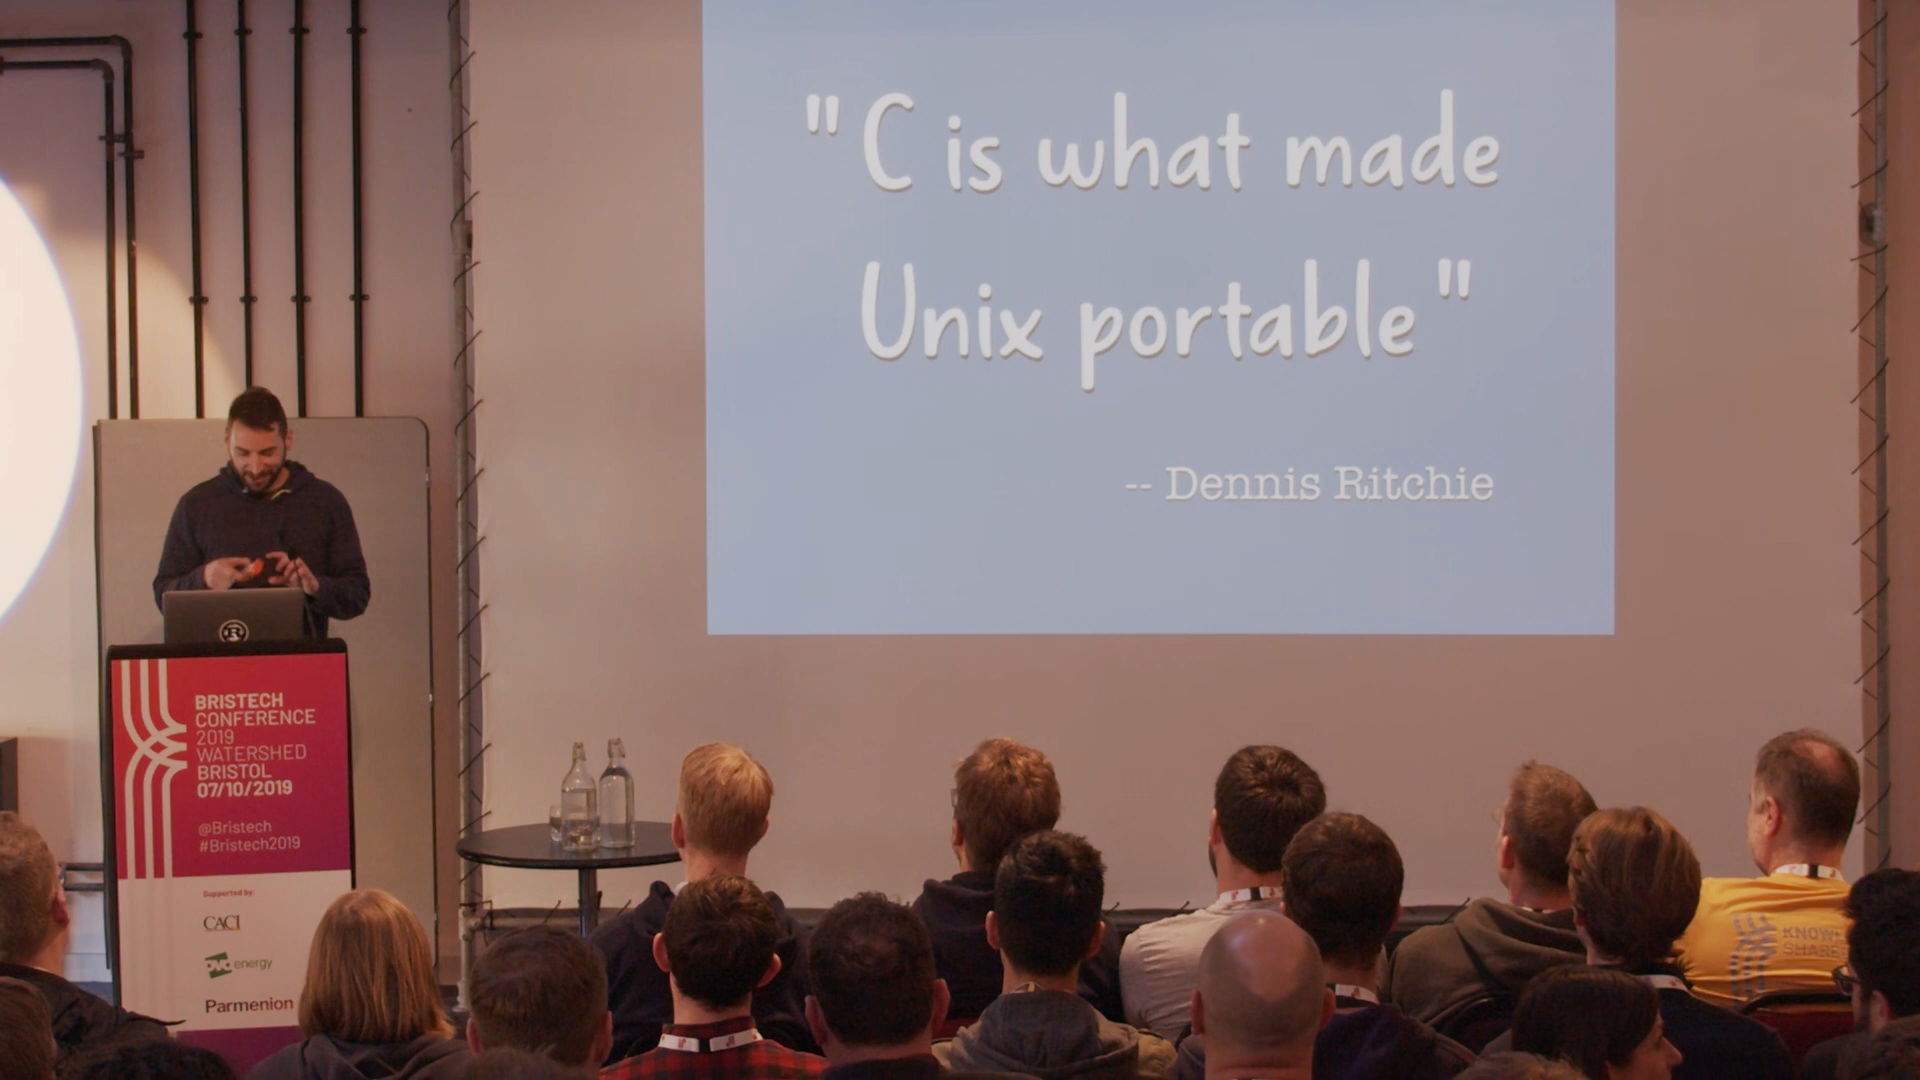 "C is what made
Unix portable"
-- Dennis Ritchie
R
BRISTECH
CONFERENCE
2019
WATERSHED
BRISTOL
07/10/2019
@Bristech
#Bristech2019
Supported by:
CACI
OVO energy
Parmenion